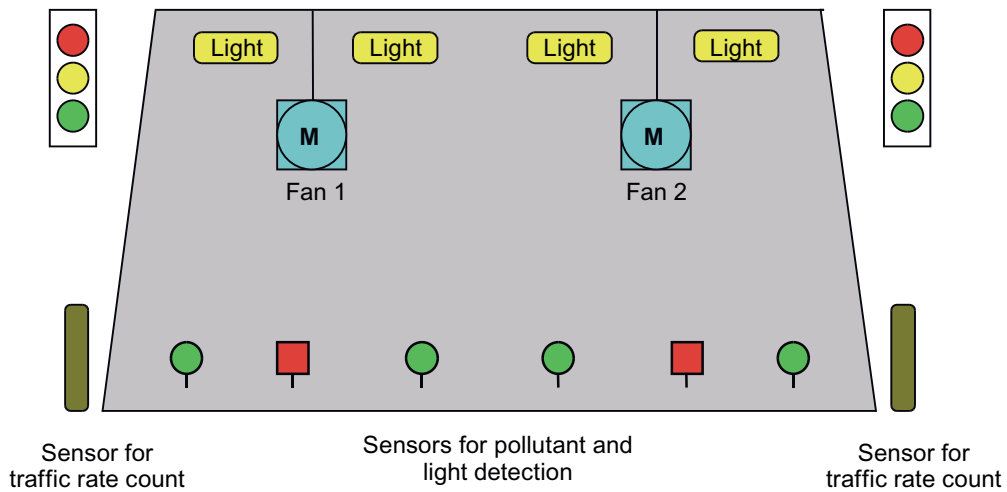 Light
Light
Light
Light
M
M
Fan 1
Fan 2
Sensor for
traffic rate count
Sensors for pollutant and
light detection
Sensor for
traffic rate count